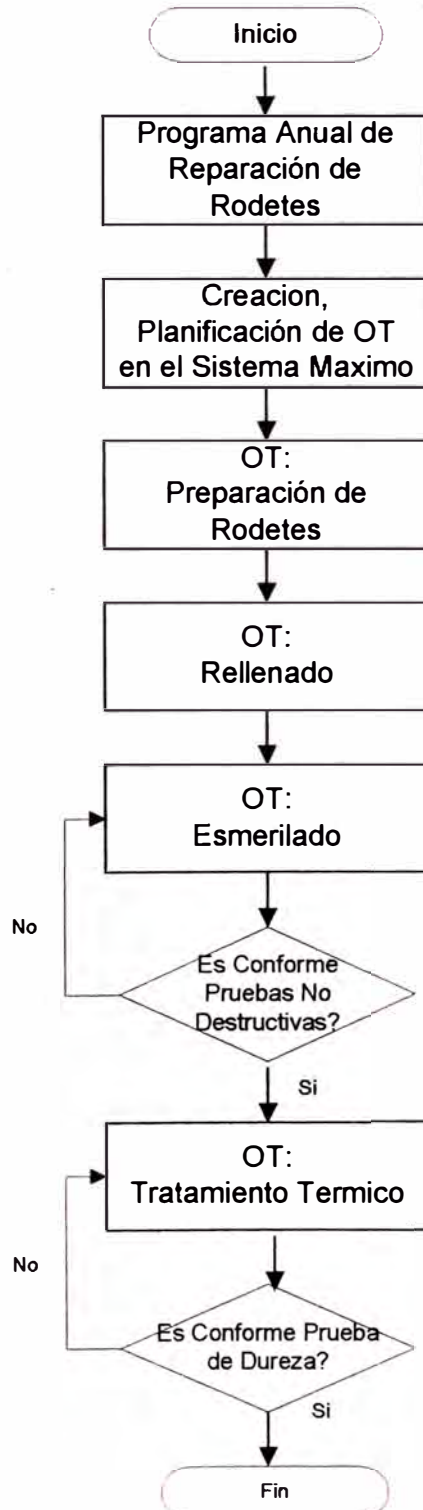 Inicio
Programa Anual de
Reparación de
Rodetes
Creacion,
Planificación de OT
en el Sistema Maximo
OT:
Preparación de
Rodetes
OT:
Rellenado
OT:
Esmerilado
No
Es Conforme
Pruebas No
Destructivas?
Si
OT:
Tratamiento Termico
No
Es Conforme Prueba
de Dureza?
Si
Fin